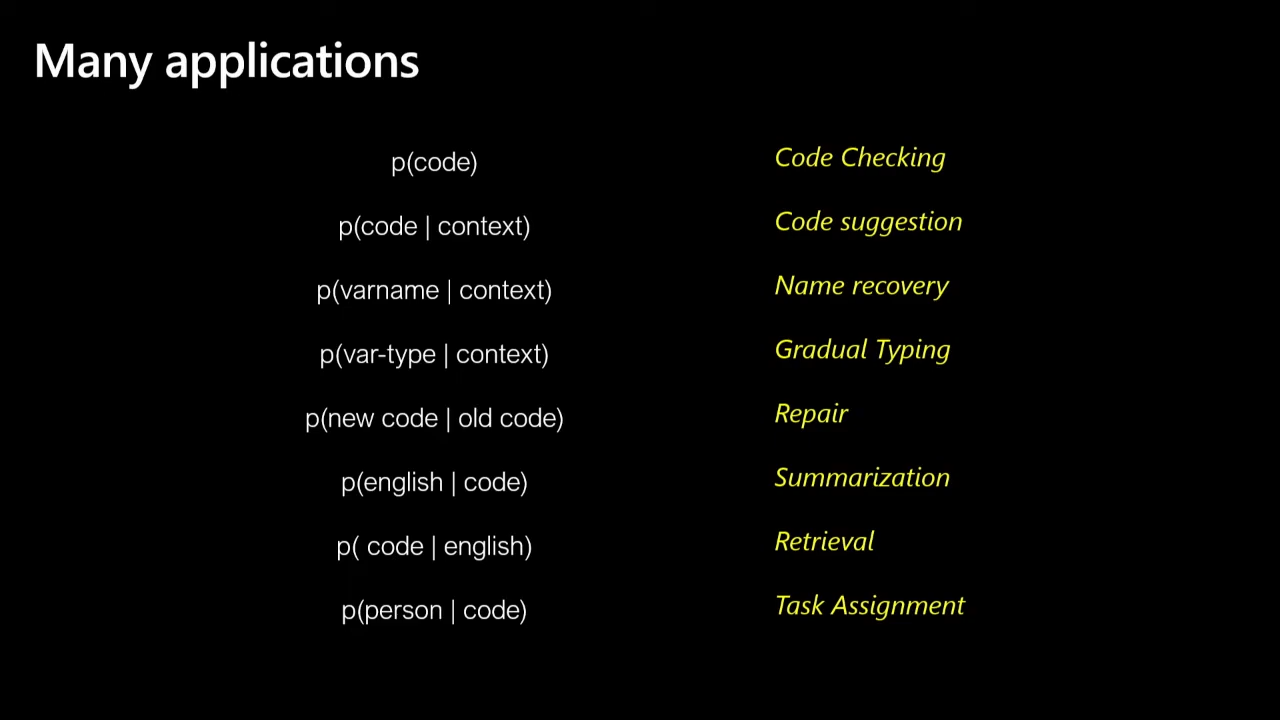 Many applications
p(code) Code Checking
p(code | context) Code suggestion
p(varname | context) Name recovery
p(var-type | context) Gradual Typing
p(new code | old code) Repair
p(english | code) Summarization
p( code | english) Retrieval
p(person | code) Task Assignment